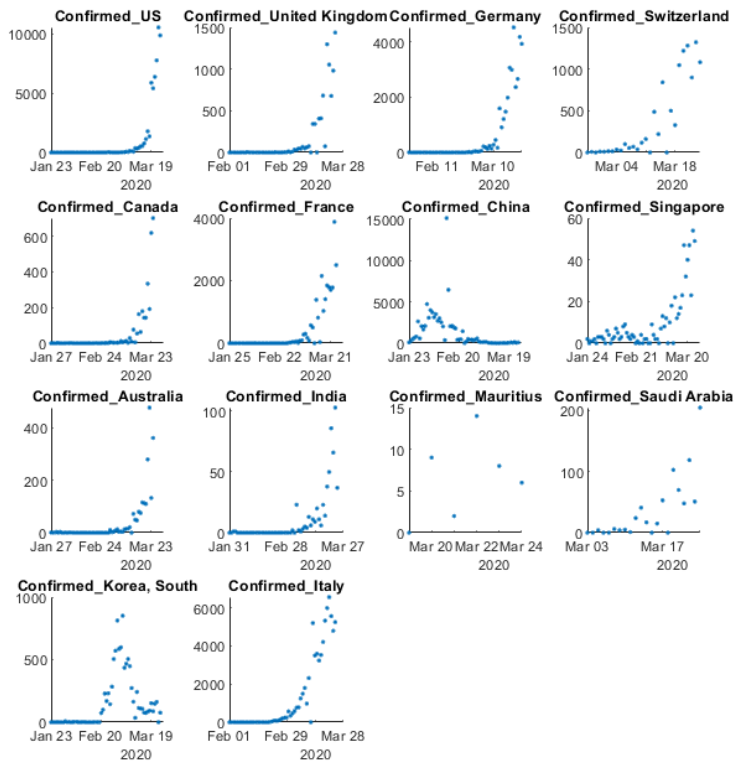 Confirmed_US Confirmed_United Kingdom Confirmed_Germany Confirmed_Switzerland
10000 1500 4000 1500
1000 1000
5000 2000
500 500
0 0 0 0
Jan 23 Feb 20 Mar 19 Feb 01 Feb 29 Mar 28 Feb 11 Mar 10 Mar 04 Mar 18
2020 2020 2020 2020
Confirmed_Canada Confirmed_France Confirmed_China Confirmed_Singapore
600 4000 15000 60
400 10000 40
2000
200 5000 20
0 0 0 0
Jan 27 Feb 24 Mar 23 Jan 25 Feb 22 Mar 21 Jan 23 Feb 20 Mar 19 Jan 24 Feb 21 Mar 20
2020 2020 2020 2020
Confirmed_Australia Confirmed_India Confirmed_Mauritius Confirmed_Saudi Arabia
400 100 15 200
10
200 50 100
5
0 0 0 0
Jan 27 Feb 24 Mar 23 Jan 31 Feb 28 Mar 27 Mar 20 Mar 22 Mar 24 Mar 03 Mar 17
2020 2020 2020 2020
Confirmed_Korea, South Confirmed_Italy
1000 6000
4000
500
2000
0 0
Jan 23 Feb 20 Mar 19 Feb 01 Feb 29 Mar 28
2020 2020